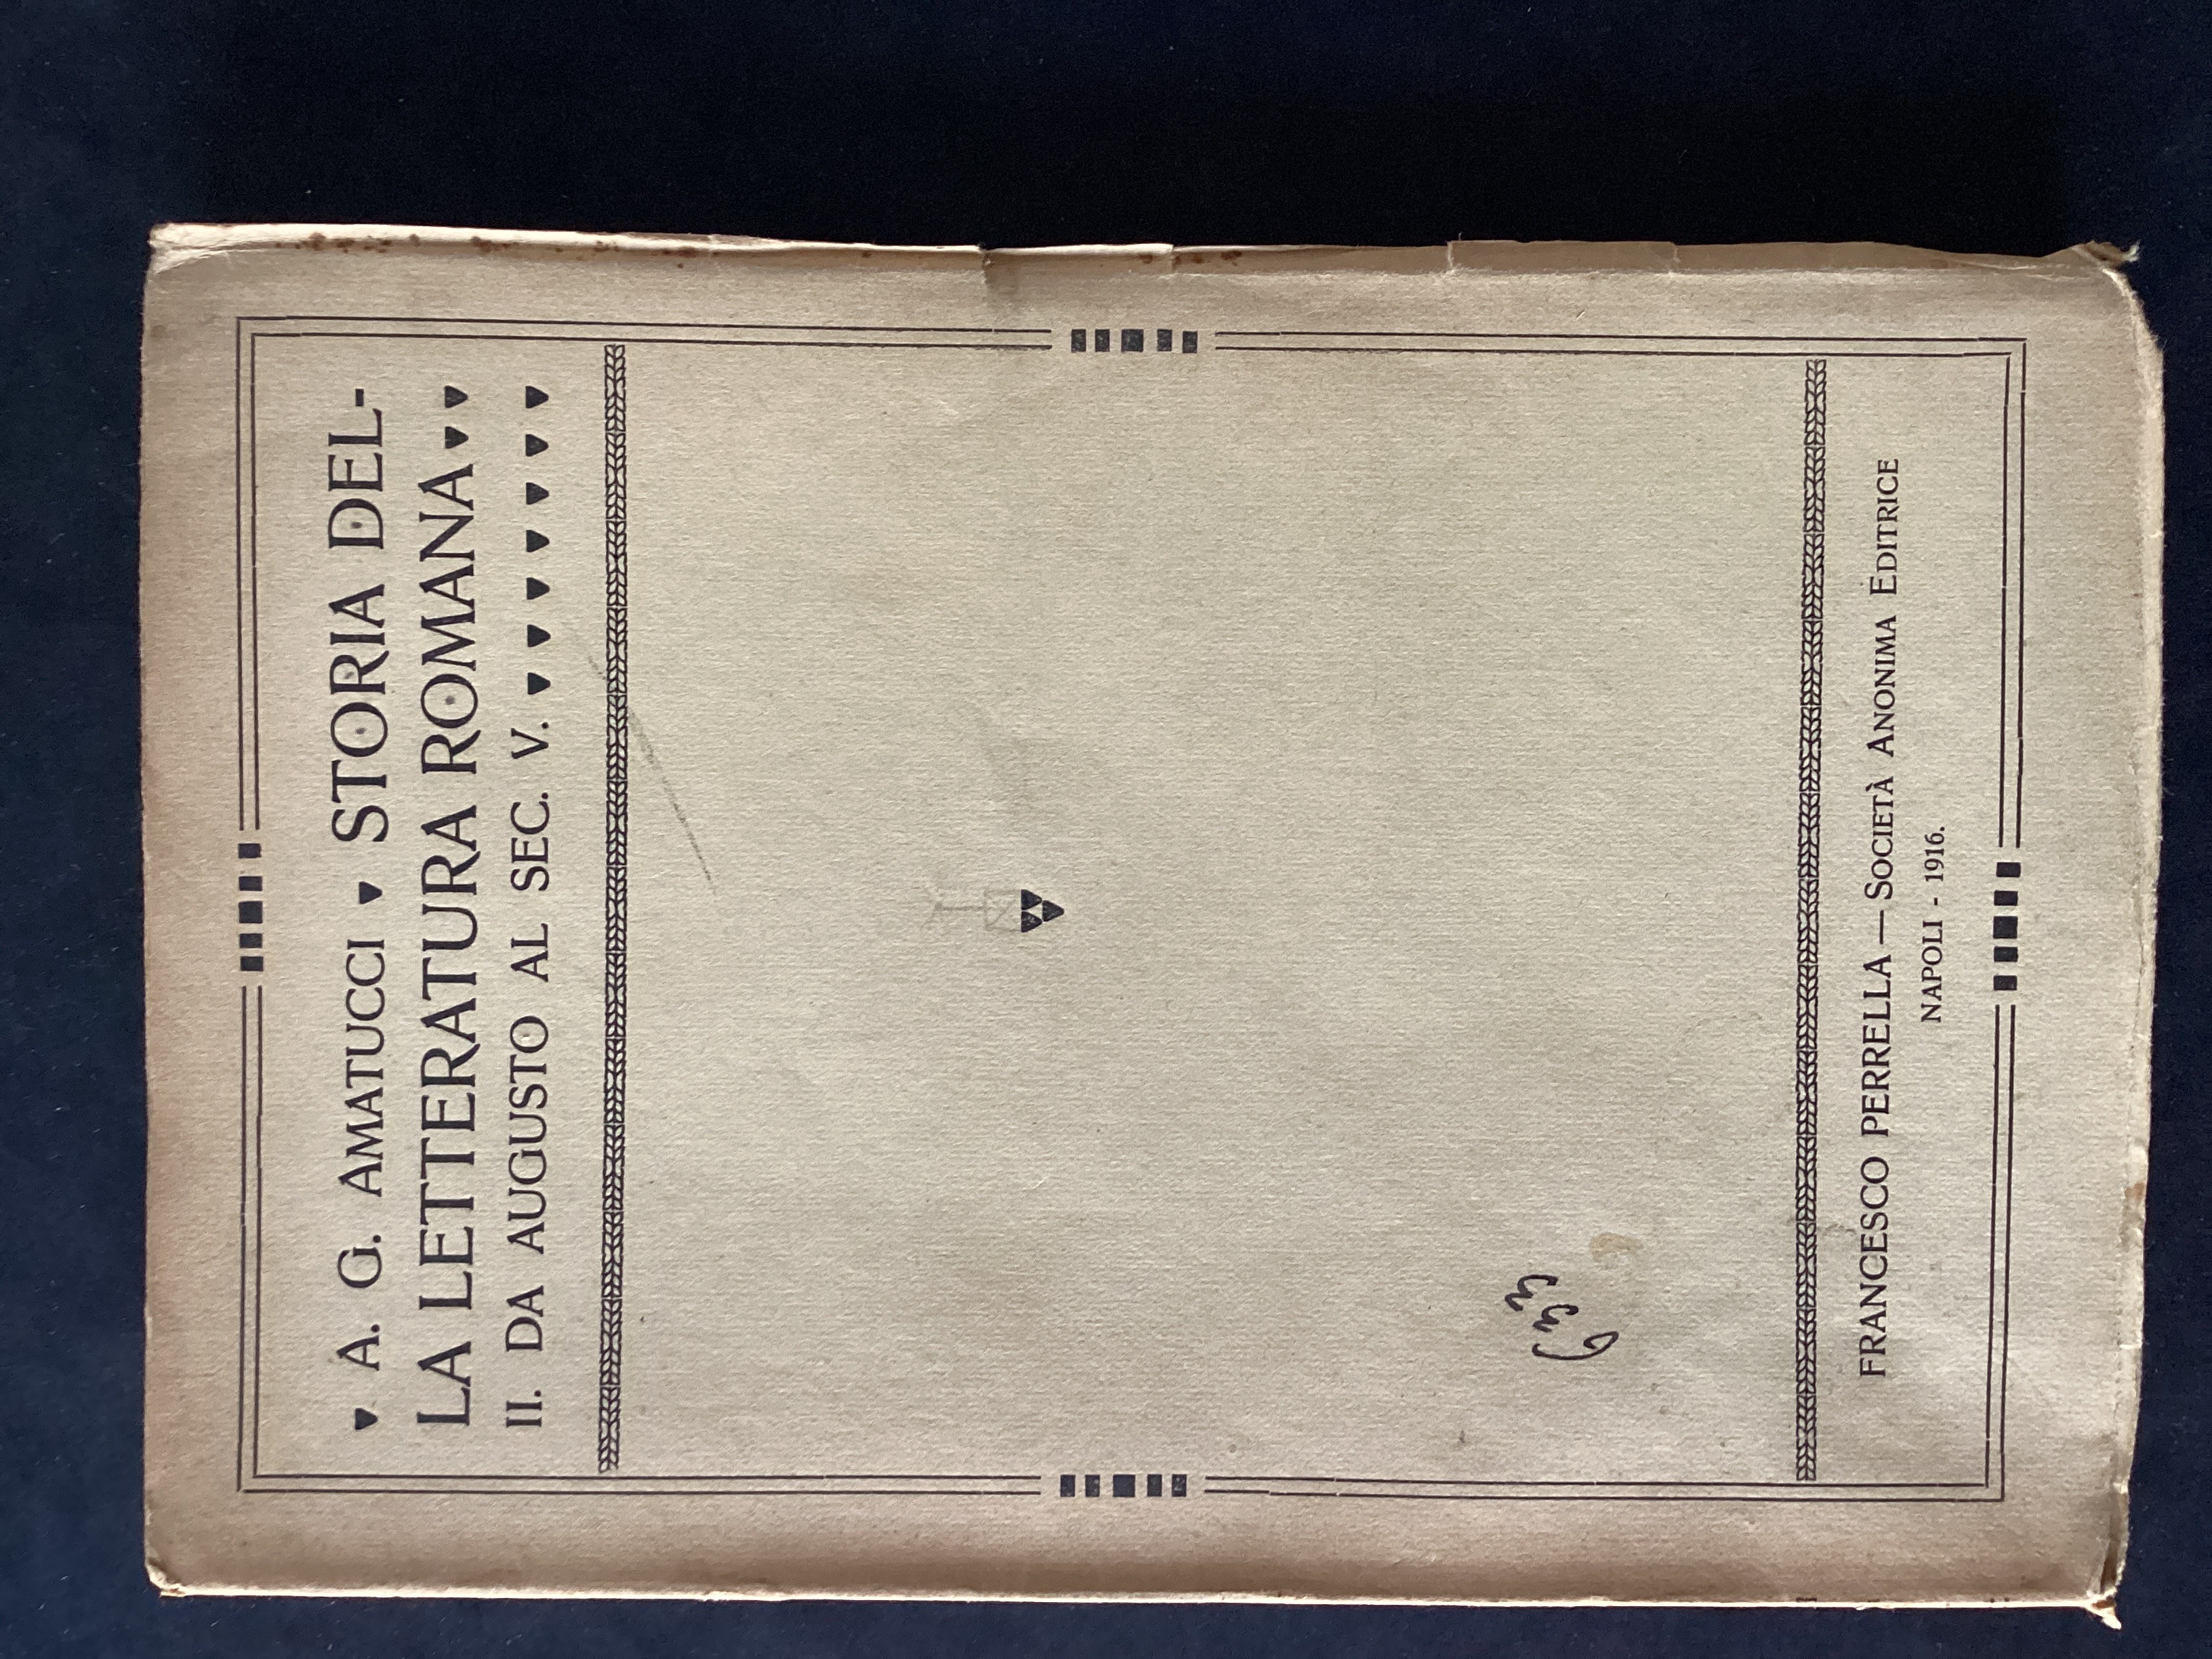 A. G. AMATUCCI STORIA DEL-
LA LETTERATURA ROMANA
II. DA AUGUSTO AL SEC. V.
FRANCESCO PERRELLA — SOCIETÀ ANONIMA EDITRICE
NAPOLI - 1916.